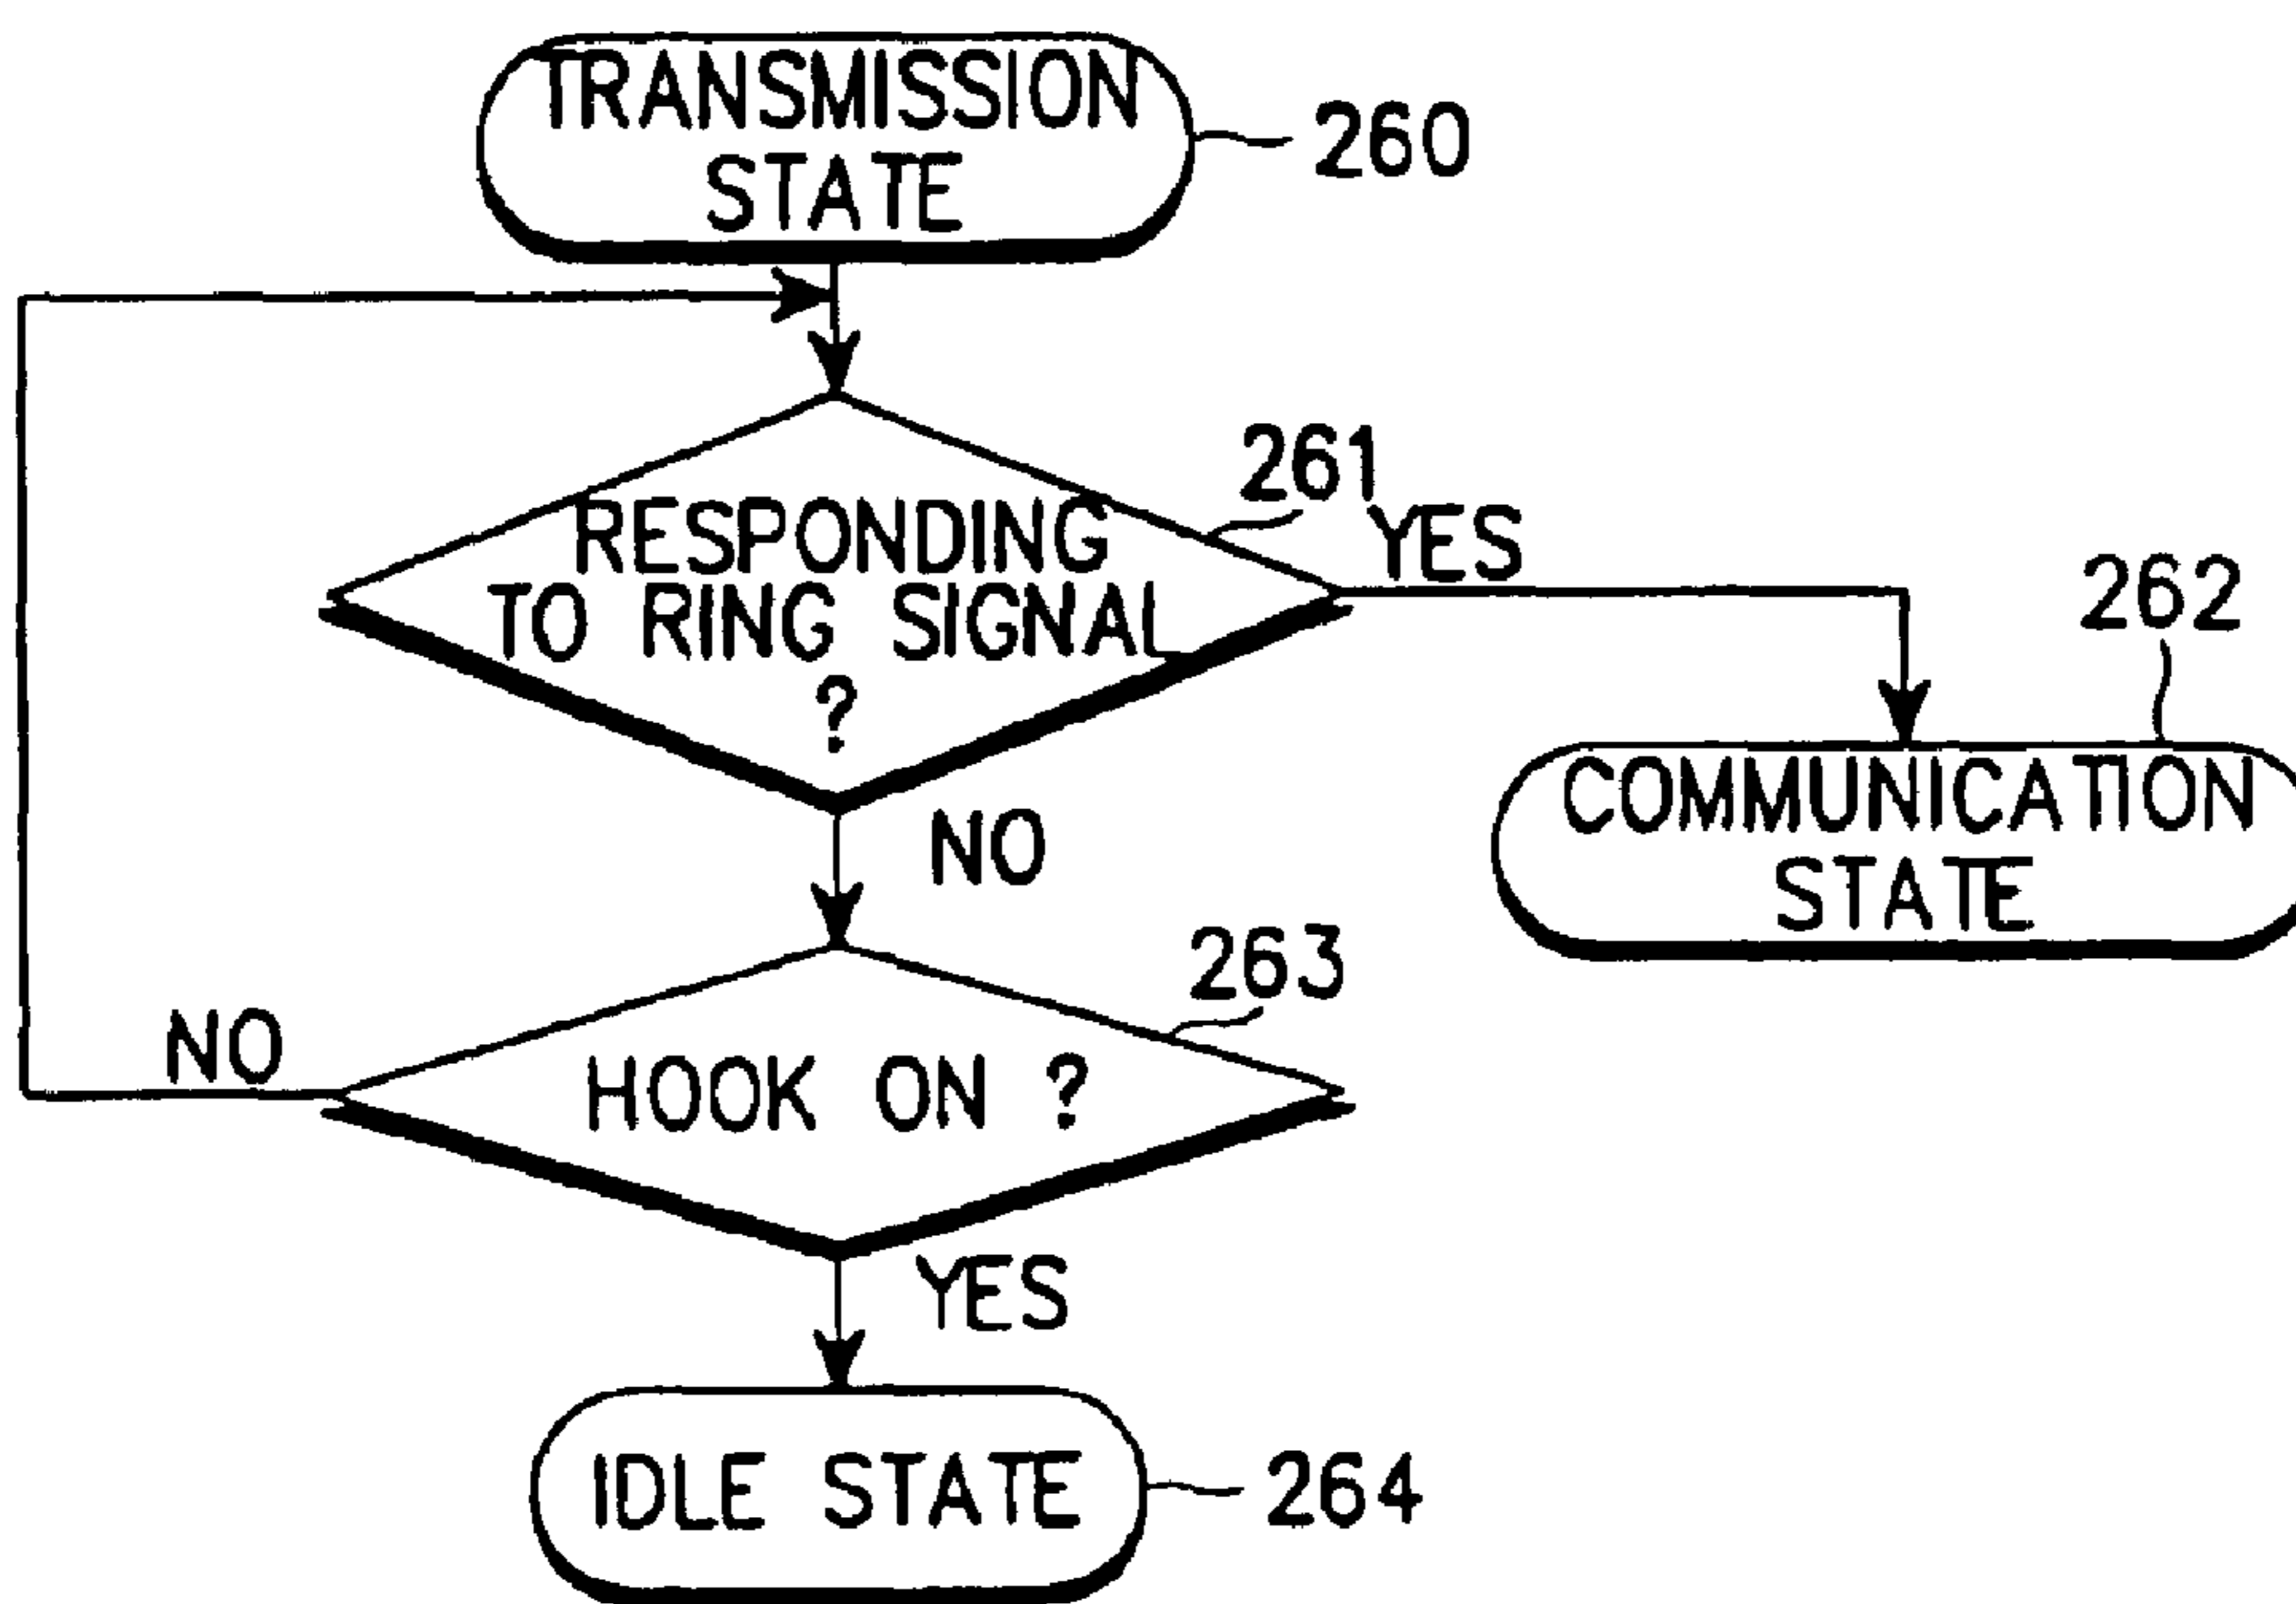 TRANSMISSION
STATE
260
261
RESPONDING
TO RING SIGNAL
?
YES
262
COMMUNICATION
STATE
NO
263
HOOK ON ?
NO
YES
IDLE STATE
264